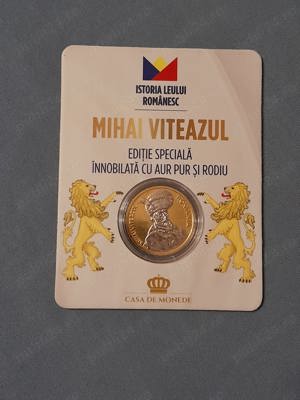 ISTORIA LEULUI
ROMÂNESC
MIHAI VITEAZUL
EDIȚIE SPECIALĂ
ÎNNOBILATĂ CU AUR PUR ȘI RODIU
CASA DE MONEDE